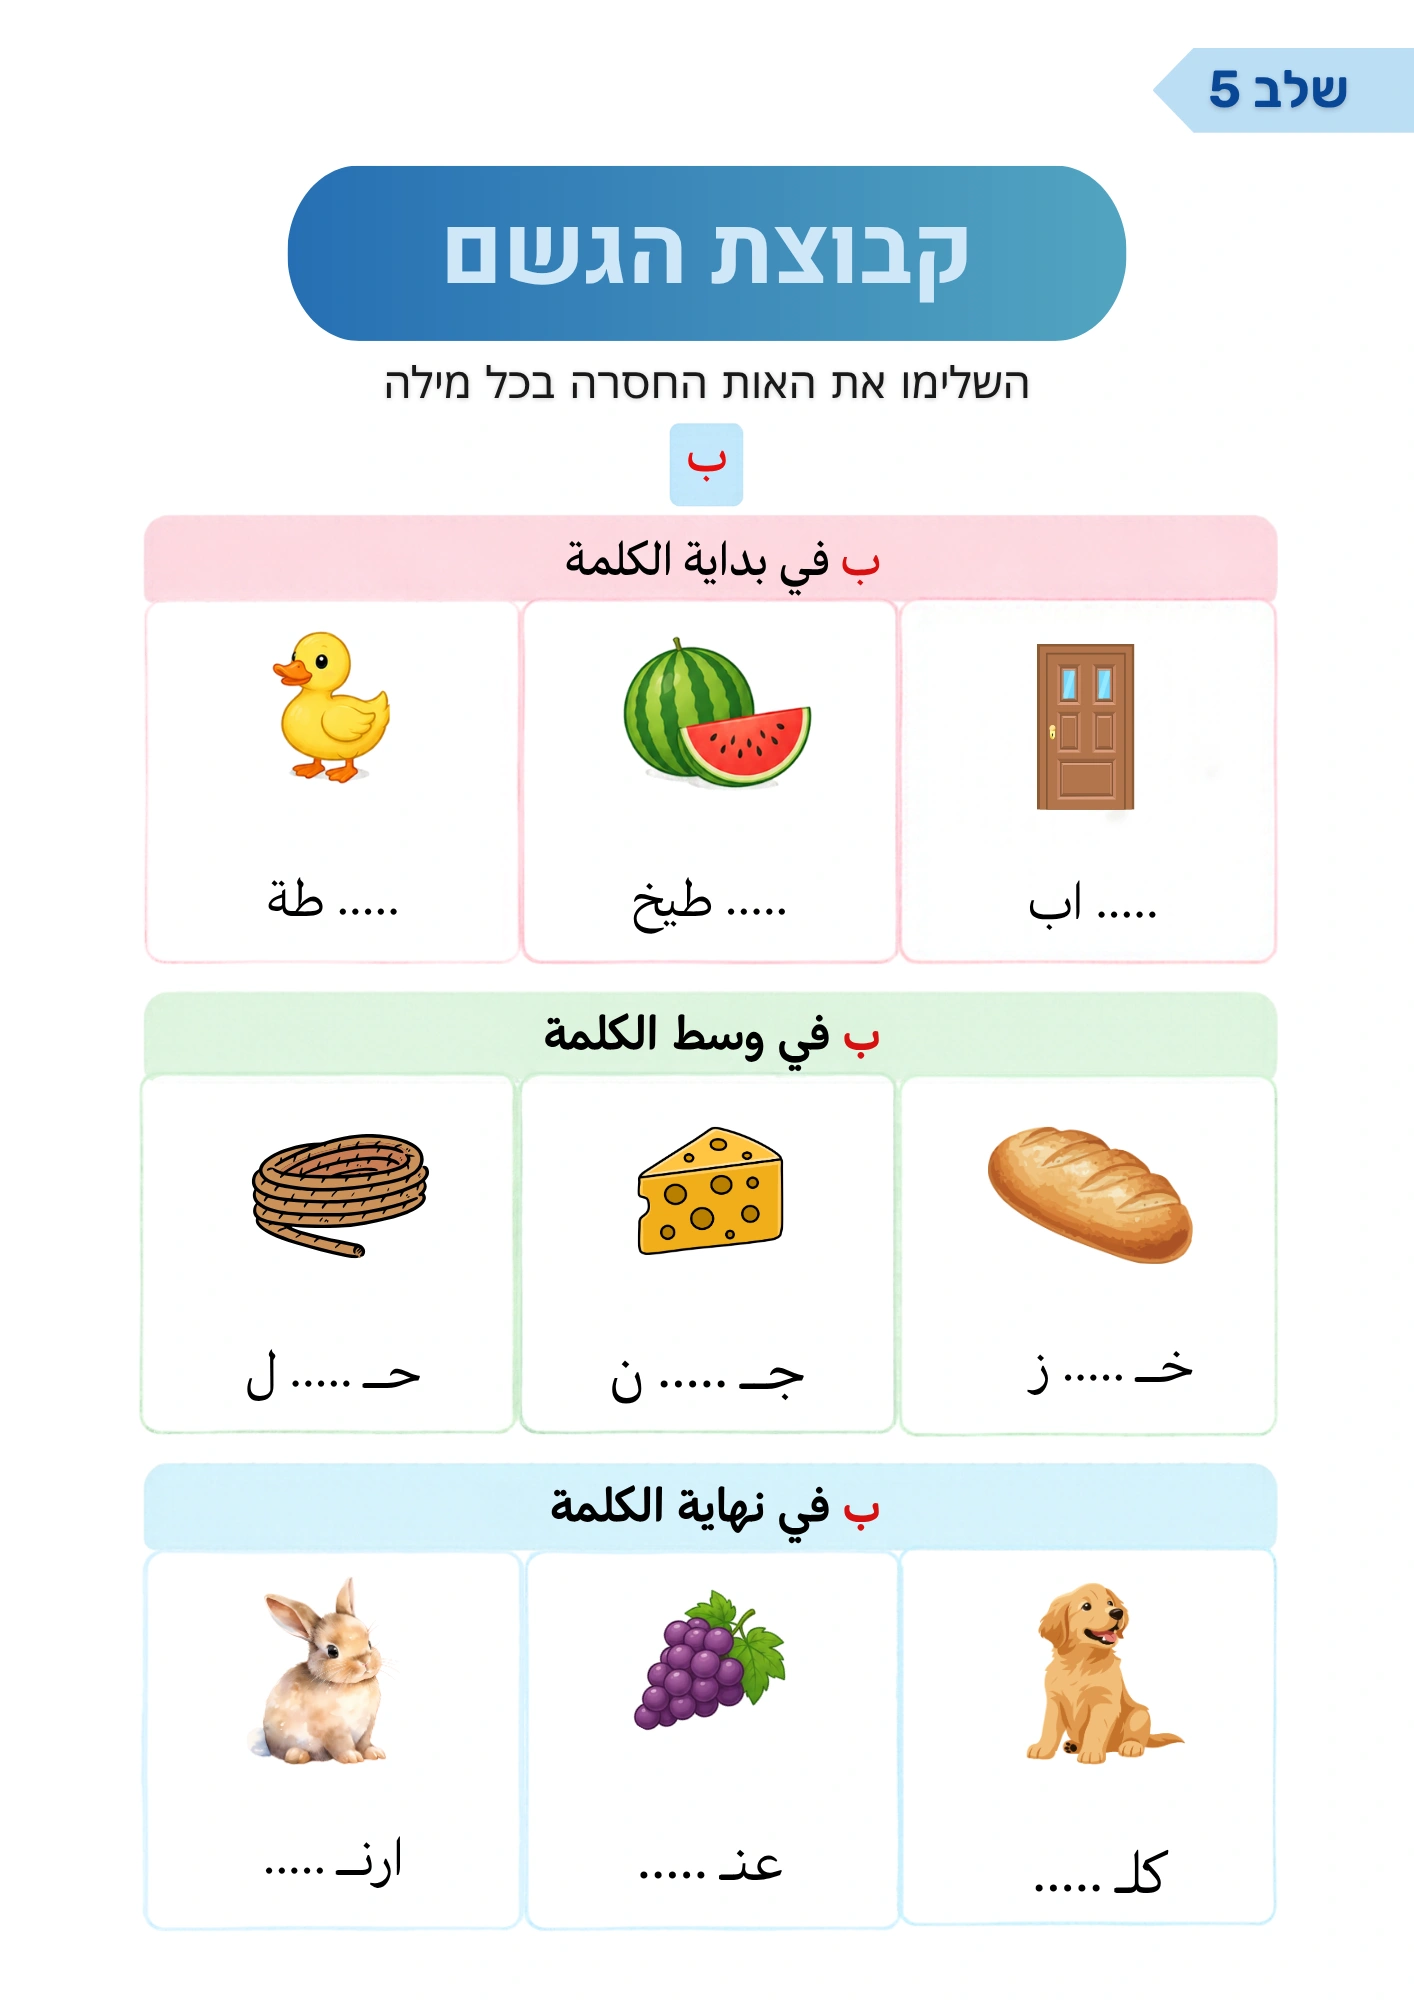 שלב 5
קבוצת הגשם
השלימו את האות החסרה בכל מילה
ب
ب في بداية الكلمة
..... اب
..... طيخ
..... طة
ب في وسط الكلمة
خـ ..... ز
جـ ..... ن
حـ ..... ل
ب في نهاية الكلمة
كلـ .....
عنـ .....
ارنـ .....